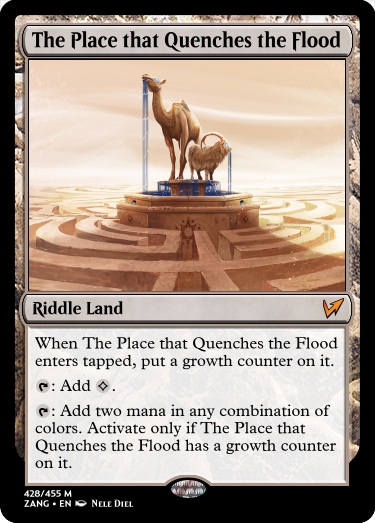 The Place that Quenches the Flood
Riddle Land
When The Place that Quenches the Flood
enters tapped, put a growth counter on it.
: Add .
: Add two mana in any combination of
colors. Activate only if The Place that
Quenches the Flood has a growth counter
on it.
428/455 M
ZANG • EN Nele Diel